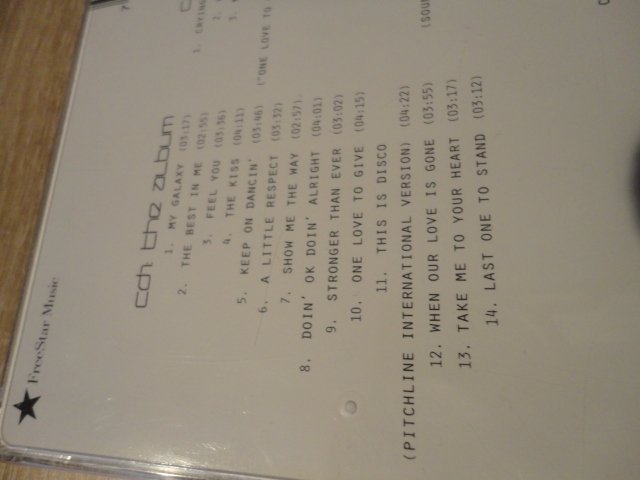 FreeStar Music
cd1: the album
1. MY GALAXY (03:17)
2. THE BEST IN ME (02:55)
3. FEEL YOU (03:36)
4. THE KISS (04:11)
5. KEEP ON DANCIN' (03:46)
6. A LITTLE RESPECT (03:32)
7. SHOW ME THE WAY (02:57)
8. DOIN' OK DOIN' ALRIGHT (04:01)
9. STRONGER THAN EVER (03:02)
10. ONE LOVE TO GIVE (04:15)
11. THIS IS DISCO
(PITCHLINE INTERNATIONAL VERSION) (04:22)
12. WHEN OUR LOVE IS GONE (03:55)
13. TAKE ME TO YOUR HEART (03:17)
14. LAST ONE TO STAND (03:12)
1. CRYING
2.
3.
("ONE LOVE TO
(SOU